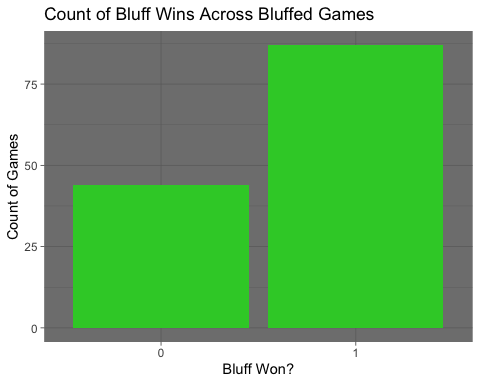 Count of Bluff Wins Across Bluffed Games
Count of Games
75
50
25
0
0
1
Bluff Won?